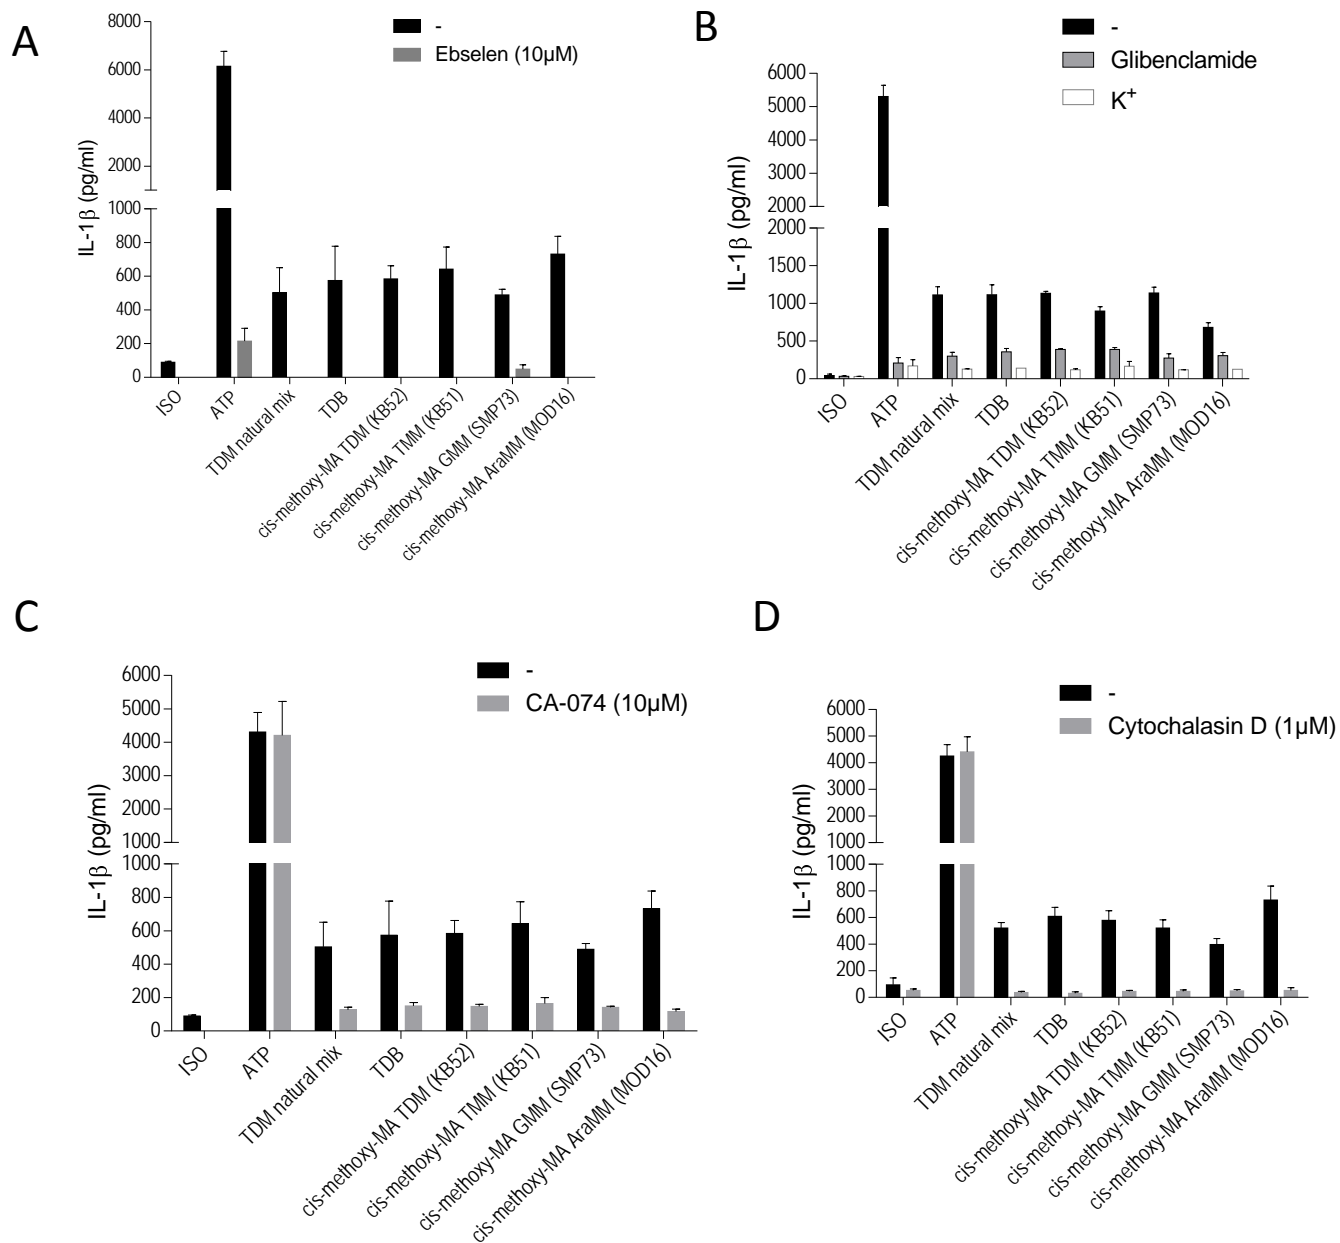 A
-
Ebselen (10µM)
IL-1β (pg/ml)
8000
6000
4000
2000
1000
800
600
400
200
0
ISO
ATP
TDM natural mix
TDB
cis-methoxy-MA TDM (KB52)
cis-methoxy-MA TMM (KB51)
cis-methoxy-MA GMM (SMP73)
cis-methoxy-MA AraMM (MOD16)
B
-
Glibenclamide
K+
IL-1β (pg/ml)
6000
5000
4000
3000
2000
2000
1500
1000
500
0
ISO
ATP
TDM natural mix
TDB
cis-methoxy-MA TDM (KB52)
cis-methoxy-MA TMM (KB51)
cis-methoxy-MA GMM (SMP73)
cis-methoxy-MA AraMM (MOD16)
C
-
CA-074 (10µM)
IL-1β (pg/ml)
6000
5000
4000
3000
2000
1000
1000
800
600
400
200
0
ISO
ATP
TDM natural mix
TDB
cis-methoxy-MA TDM (KB52)
cis-methoxy-MA TMM (KB51)
cis-methoxy-MA GMM (SMP73)
cis-methoxy-MA AraMM (MOD16)
D
-
Cytochalasin D (1µM)
IL-1β (pg/ml)
6000
5000
4000
3000
2000
1000
1000
800
600
400
200
0
ISO
ATP
TDM natural mix
TDB
cis-methoxy-MA TDM (KB52)
cis-methoxy-MA TMM (KB51)
cis-methoxy-MA GMM (SMP73)
cis-methoxy-MA AraMM (MOD16)